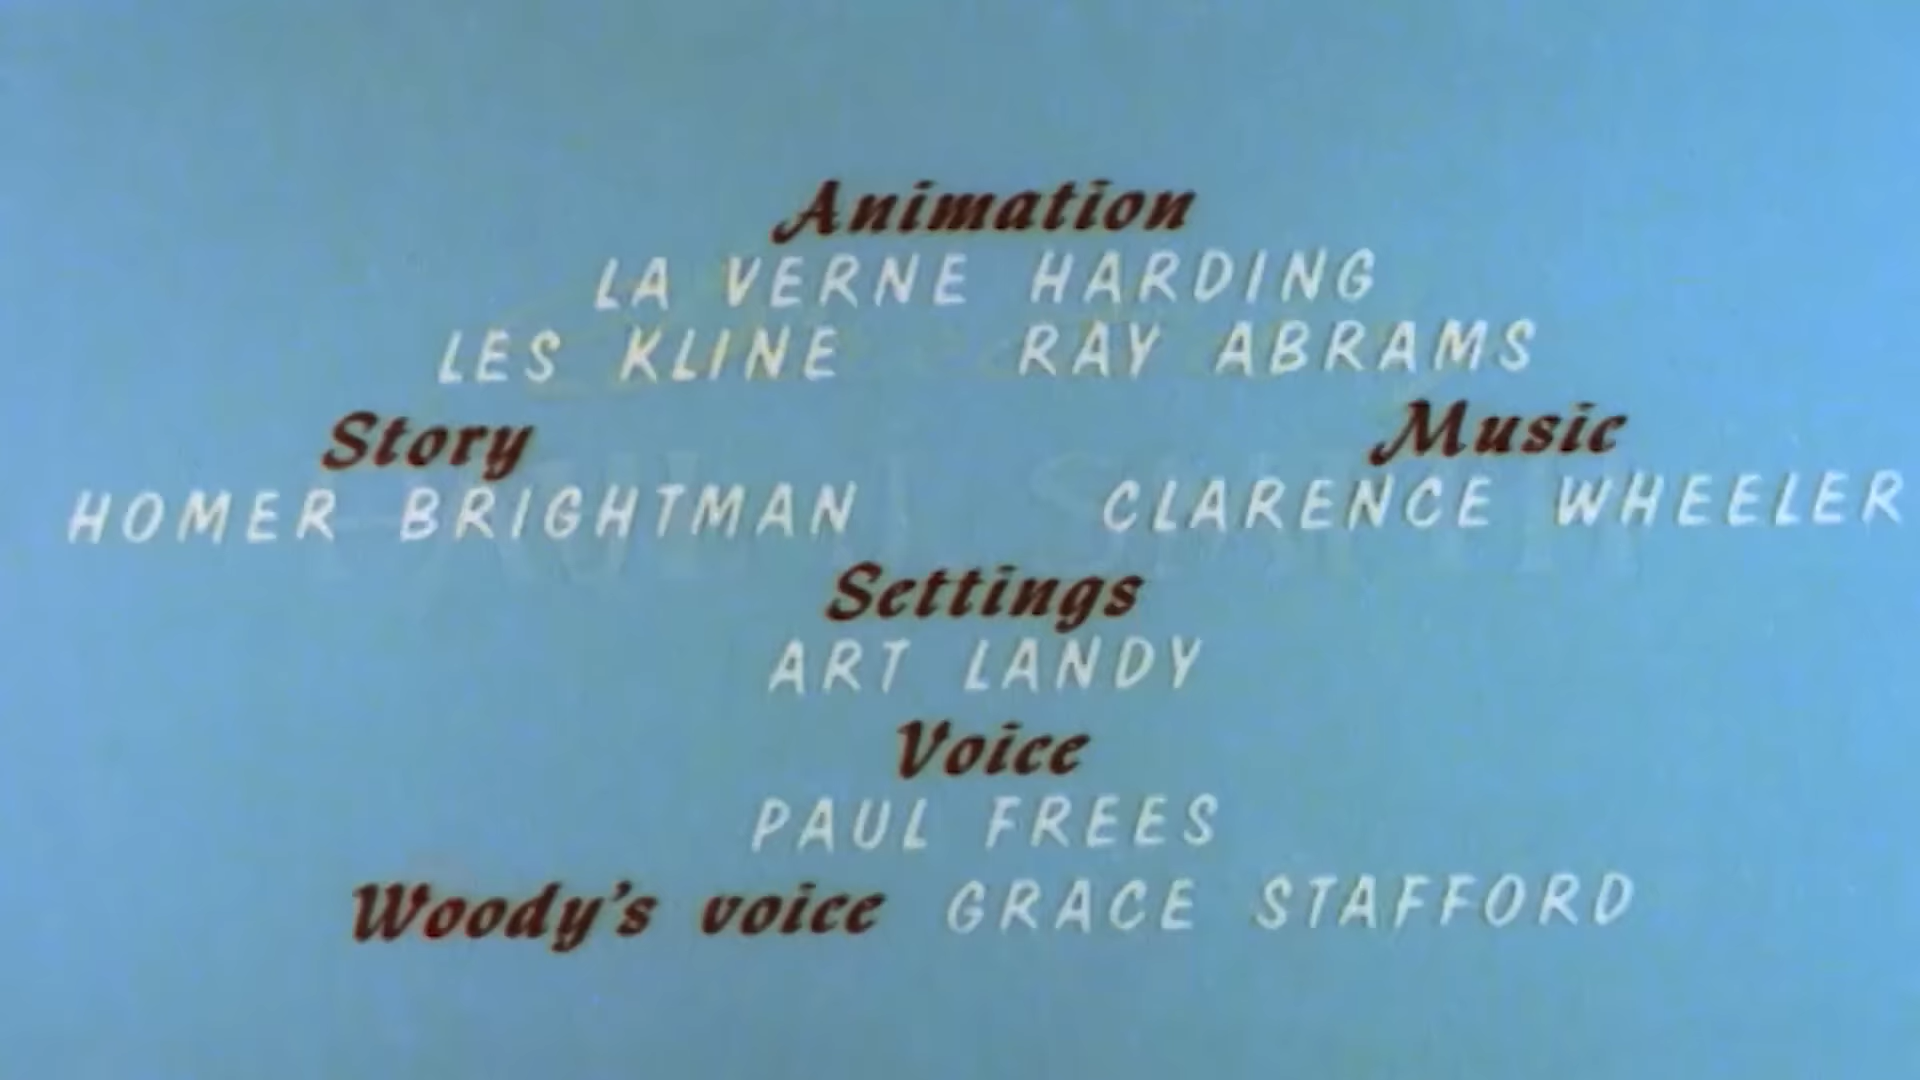 Animation
LA VERNE HARDING
LES KLINE RAY ABRAMS
Story Music
HOMER BRIGHTMAN CLARENCE WHEELER
Settings
ART LANDY
Voice
PAUL FREES
Woody's voice GRACE STAFFORD